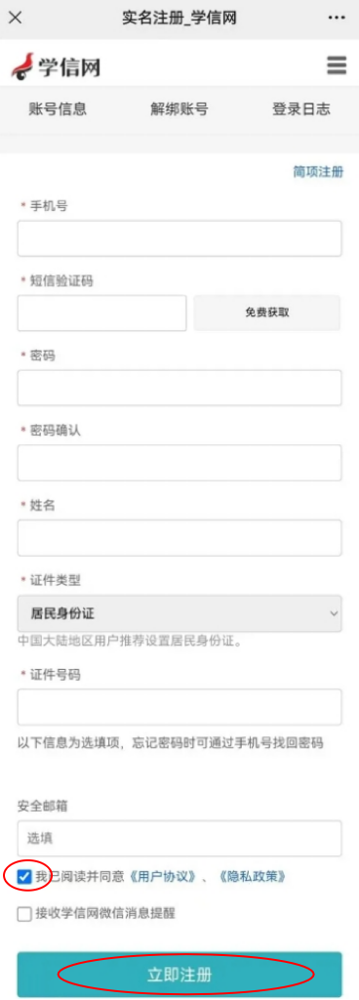 实名注册_学信网
学信网
账号信息 解绑账号 登录日志
简项注册
* 手机号
* 短信验证码
免费获取
* 密码
* 密码确认
* 姓名
* 证件类型
居民身份证
中国大陆地区用户推荐设置居民身份证。
* 证件号码
以下信息为选填项，忘记密码时可通过手机号找回密码
安全邮箱
选填
我已阅读并同意《用户协议》、《隐私政策》
接收学信网微信消息提醒
立即注册